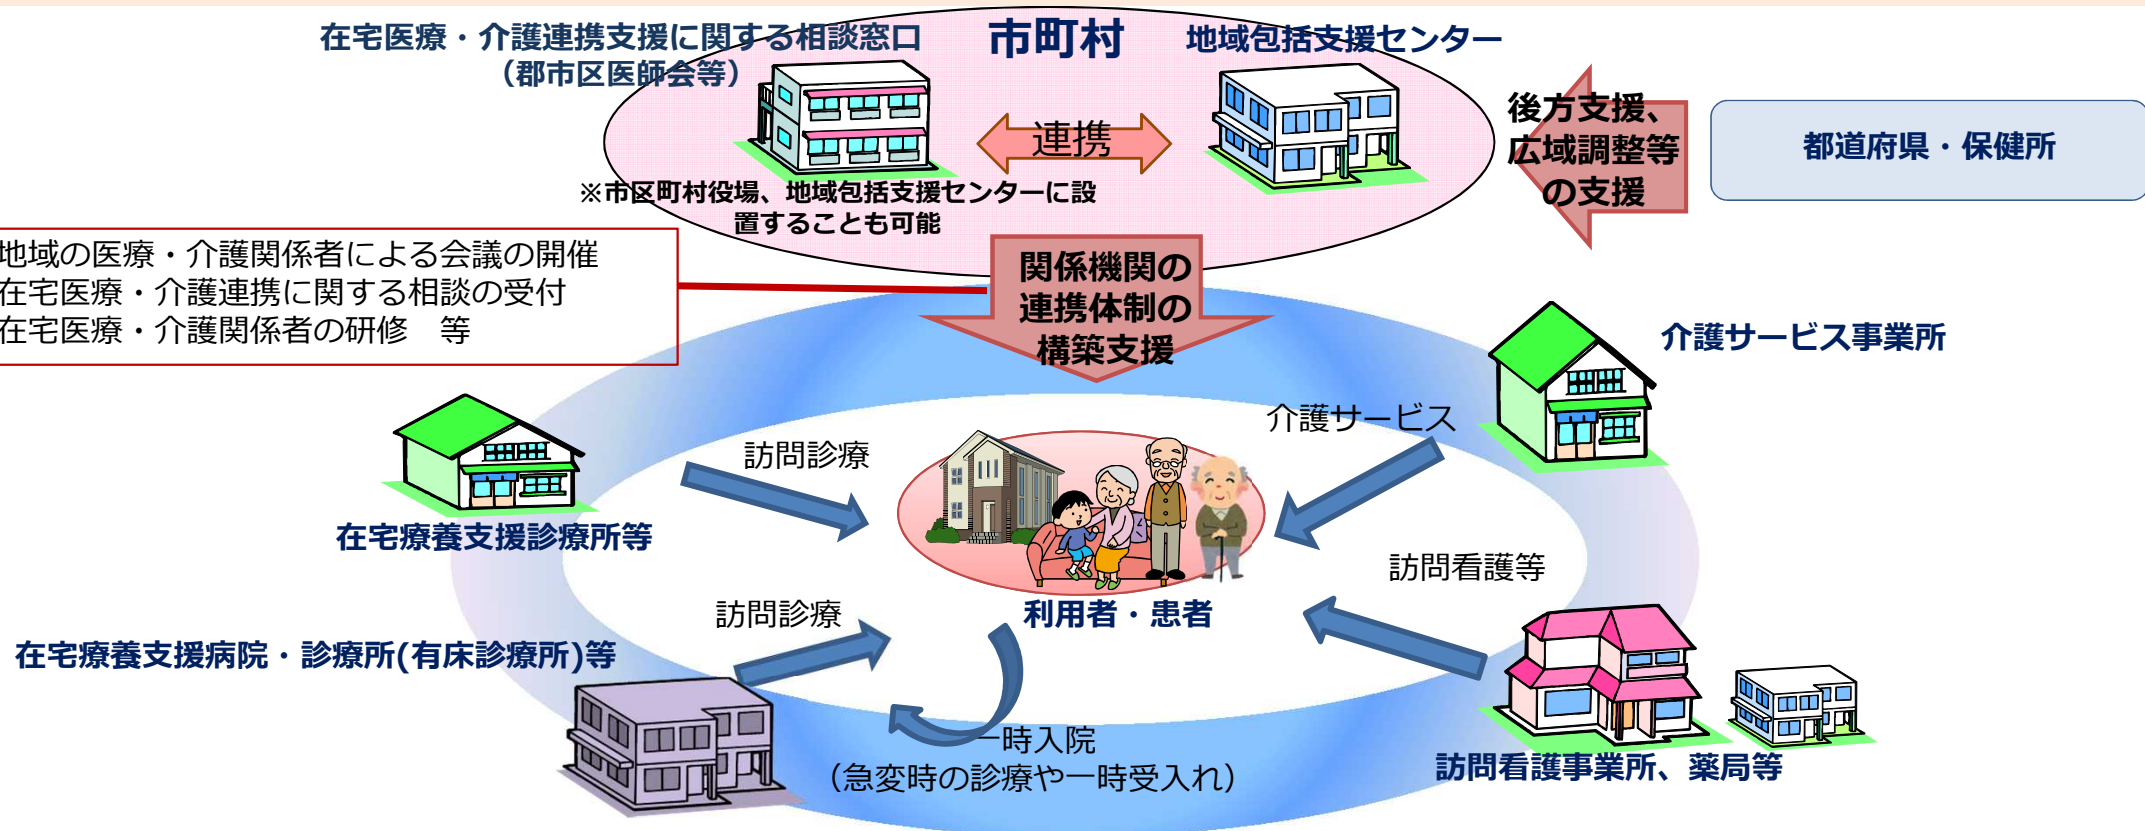 在宅医療・介護連携支援に関する相談窓口
（郡市区医師会等）
市町村
地域包括支援センター
連携
※市区町村役場、地域包括支援センターに設
置することも可能
後方支援、
広域調整等
の支援
都道府県・保健所
地域の医療・介護関係者による会議の開催
在宅医療・介護連携に関する相談の受付
在宅医療・介護関係者の研修　等
関係機関の
連携体制の
構築支援
介護サービス事業所
介護サービス
訪問診療
在宅療養支援診療所等
訪問看護等
利用者・患者
訪問診療
在宅療養支援病院・診療所(有床診療所)等
一時入院
（急変時の診療や一時受入れ）
訪問看護事業所、薬局等